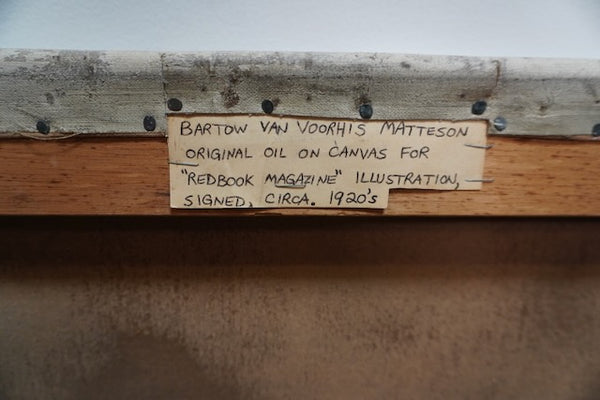 BARTOW VAN VOORHIS MATTESON
ORIGINAL OIL ON CANVAS FOR
"REDBOOK MAGAZINE" ILLUSTRATION,
SIGNED, CIRCA. 1920's